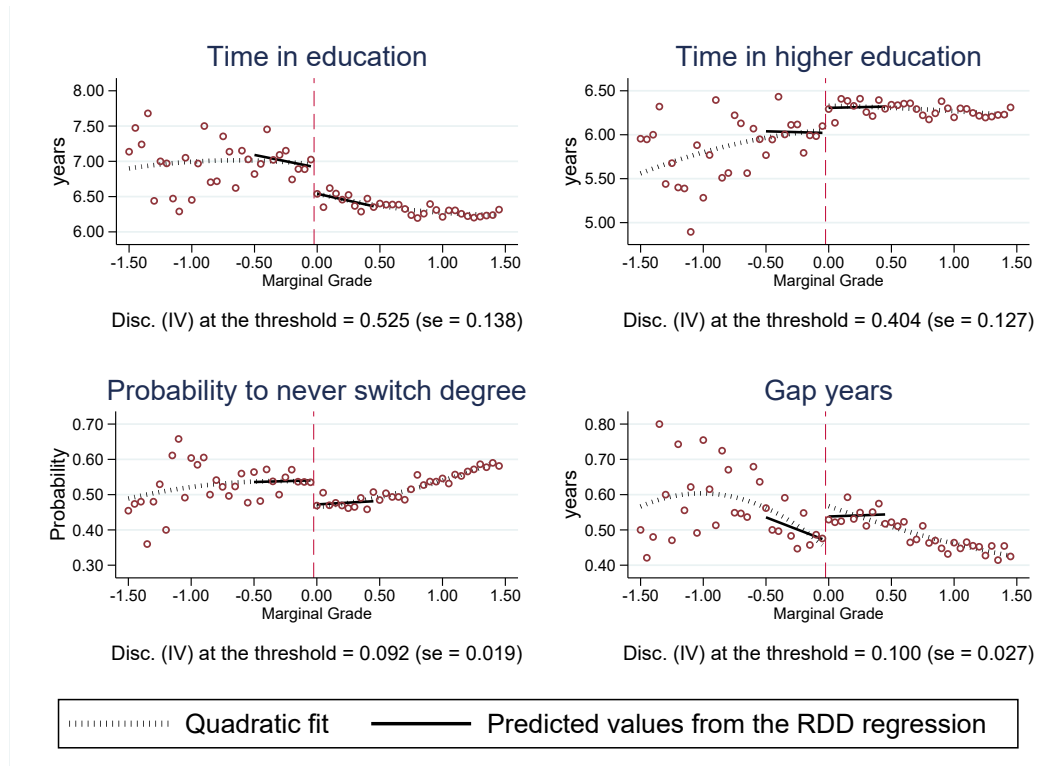 Time in education
years
8.00
7.50
7.00
6.50
6.00
-1.50 -1.00 -0.50 0.00 0.50 1.00 1.50
Marginal Grade
Disc. (IV) at the threshold = 0.525 (se = 0.138)
Time in higher education
years
6.50
6.00
5.50
5.00
-1.50 -1.00 -0.50 0.00 0.50 1.00 1.50
Marginal Grade
Disc. (IV) at the threshold = 0.404 (se = 0.127)
Probability to never switch degree
Probability
0.70
0.60
0.50
0.40
0.30
-1.50 -1.00 -0.50 0.00 0.50 1.00 1.50
Marginal Grade
Disc. (IV) at the threshold = 0.092 (se = 0.019)
Gap years
years
0.80
0.70
0.60
0.50
0.40
-1.50 -1.00 -0.50 0.00 0.50 1.00 1.50
Marginal Grade
Disc. (IV) at the threshold = 0.100 (se = 0.027)
Quadratic fit Predicted values from the RDD regression